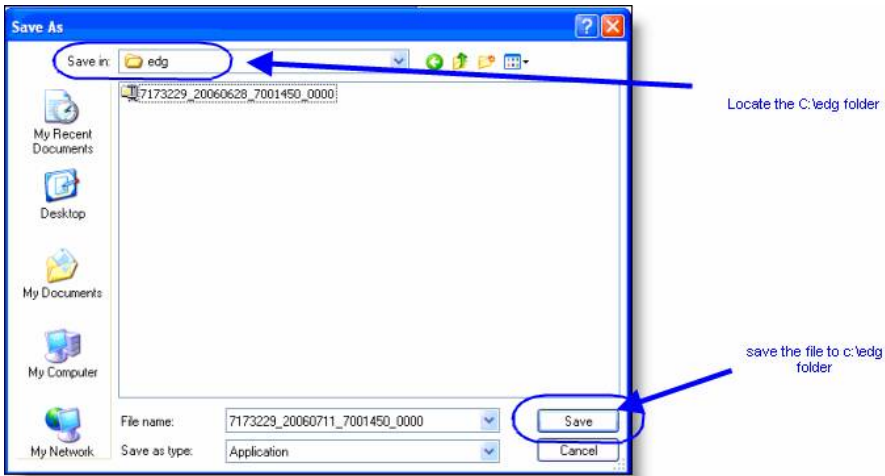 Save As
Save in: edg
7173229_20060628_7001450_0000
My Recent
Documents
Desktop
My Documents
My Computer
My Network
File name: 7173229_20060711_7001450_0000
Save as type: Application
Save
Cancel
Locate the C:\edg folder
save the file to c:\edg
folder